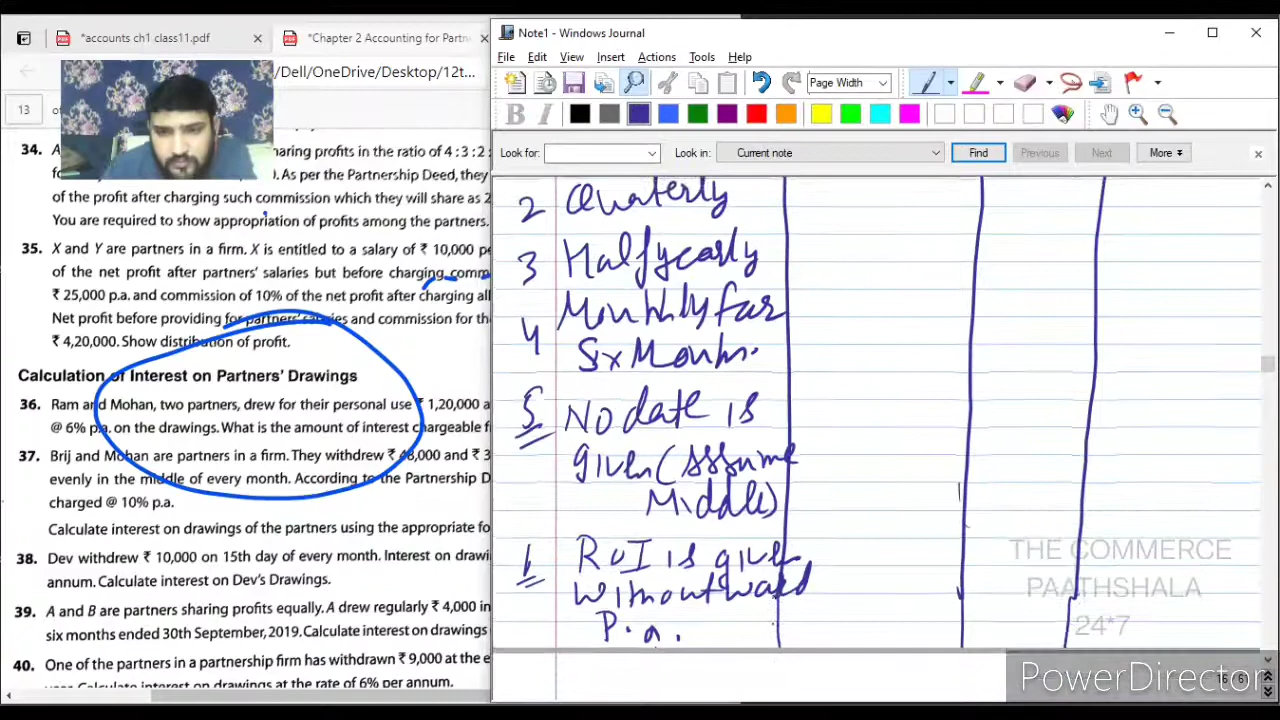 *accounts ch1 class11.pdf
*Chapter 2 Accounting for Partn
/Dell/OneDrive/Desktop/12t...
13
34. A
haring profits in the ratio of 4 : 3 : 2 :
. As per the Partnership Deed, they
of the profit after charging such commission which they will share as 2
You are required to show appropriation of profits among the partners.
35. X and Y are partners in a firm. X is entitled to a salary of ₹ 10,000 pe
of the net profit after partners' salaries but before charging comm
₹ 25,000 p.a. and commission of 10% of the net profit after charging all
Net profit before providing for partners' salaries and commission for th
₹ 4,20,000. Show distribution of profit.
Calculation of Interest on Partners' Drawings
36. Ram and Mohan, two partners, drew for their personal use ₹ 1,20,000 a
@ 6% p.a. on the drawings. What is the amount of interest chargeable f
37. Brij and Mohan are partners in a firm. They withdrew ₹ 48,000 and ₹ 3
evenly in the middle of every month. According to the Partnership D
charged @ 10% p.a.
Calculate interest on drawings of the partners using the appropriate fo
38. Dev withdrew ₹ 10,000 on 15th day of every month. Interest on drawi
annum. Calculate interest on Dev's Drawings.
39. A and B are partners sharing profits equally. A drew regularly ₹ 4,000 in
six months ended 30th September, 2019. Calculate interest on drawings
40. One of the partners in a partnership firm has withdrawn ₹ 9,000 at the e
year. Calculate interest on drawings at the rate of 6% per annum.
Note1 - Windows Journal
File Edit View Insert Actions Tools Help
Page Width
B I
Look for: Look in: Current note Find Previous Next More
2 Quaterly
3 Halfyearly
4 Monthly for
Six Months.
5. No date is
given (Assume
Middle)
RoI is given
without word
P.a.
THE COMMERCE
PAATHSHALA
24*7
PowerDirector